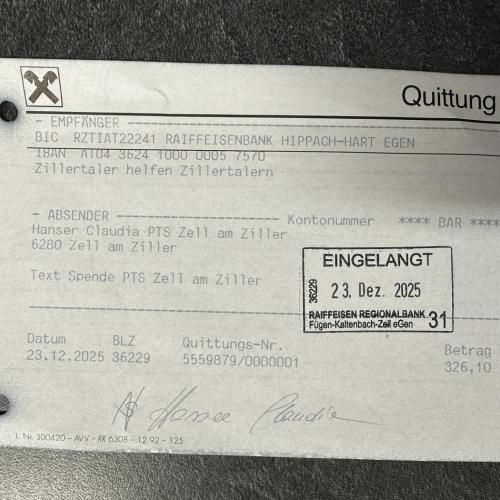 Quittung
- EMPFÄNGER
BIC RZTIAT22241 RAIFFEISENBANK HIPPACH-HART EGEN
IBAN AT04 3624 1000 0005 7570
Zillertaler helfen Zillertalern
- ABSENDER -------------------- Kontonummer **** BAR ****
Hanser Claudia PTS Zell am Ziller
6280 Zell am Ziller
Text Spende PTS Zell am Ziller
EINGELANGT
36229
23. Dez. 2025
RAIFFEISEN REGIONALBANK
Fügen-Kaltenbach-Zell eGen 31
Datum BLZ Quittungs-Nr. Betrag
23.12.2025 36229 5559879/0000001 326,10
Claudia
I. Nr. 300420 - AVV - RR 6308 - 12.92 - 125